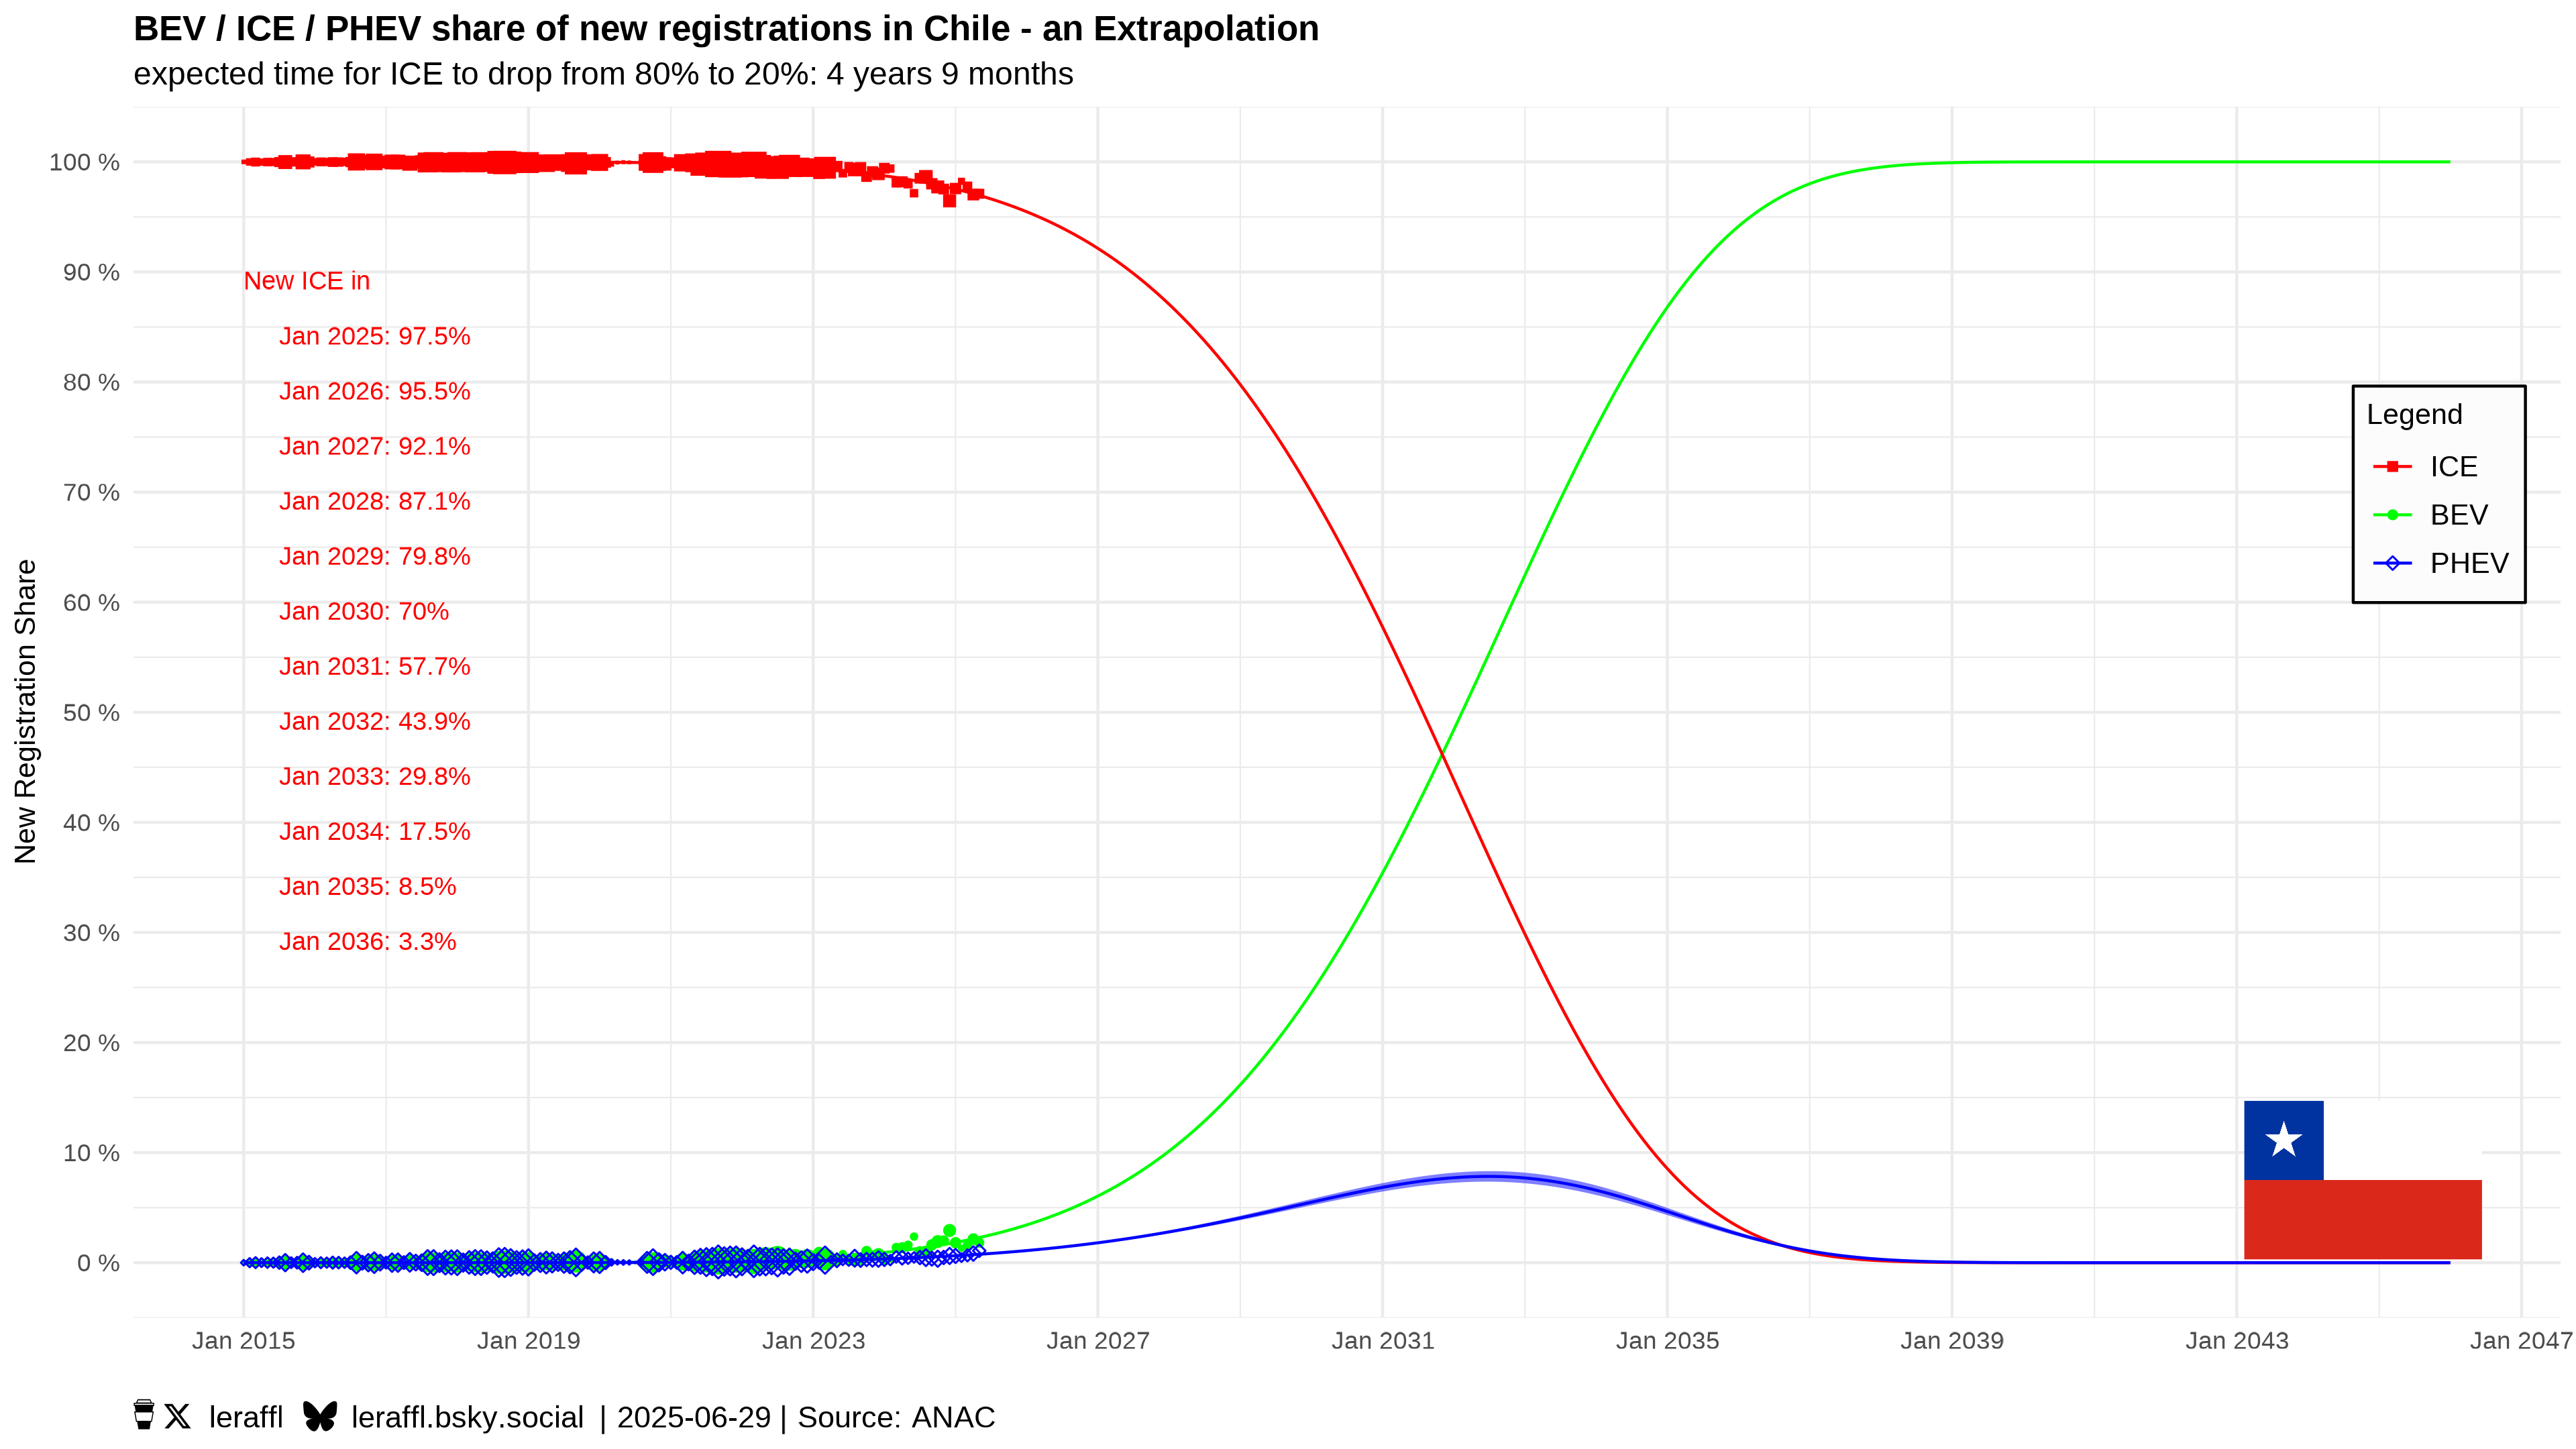 BEV / ICE / PHEV share of new registrations in Chile - an Extrapolation
expected time for ICE to drop from 80% to 20%: 4 years 9 months
New Registration Share
100 %
90 %
80 %
70 %
60 %
50 %
40 %
30 %
20 %
10 %
0 %
New ICE in
Jan 2025: 97.5%
Jan 2026: 95.5%
Jan 2027: 92.1%
Jan 2028: 87.1%
Jan 2029: 79.8%
Jan 2030: 70%
Jan 2031: 57.7%
Jan 2032: 43.9%
Jan 2033: 29.8%
Jan 2034: 17.5%
Jan 2035: 8.5%
Jan 2036: 3.3%
Legend
ICE
BEV
PHEV
Jan 2015 Jan 2019 Jan 2023 Jan 2027 Jan 2031 Jan 2035 Jan 2039 Jan 2043 Jan 2047
leraffl leraffl.bsky.social | 2025-06-29 | Source: ANAC